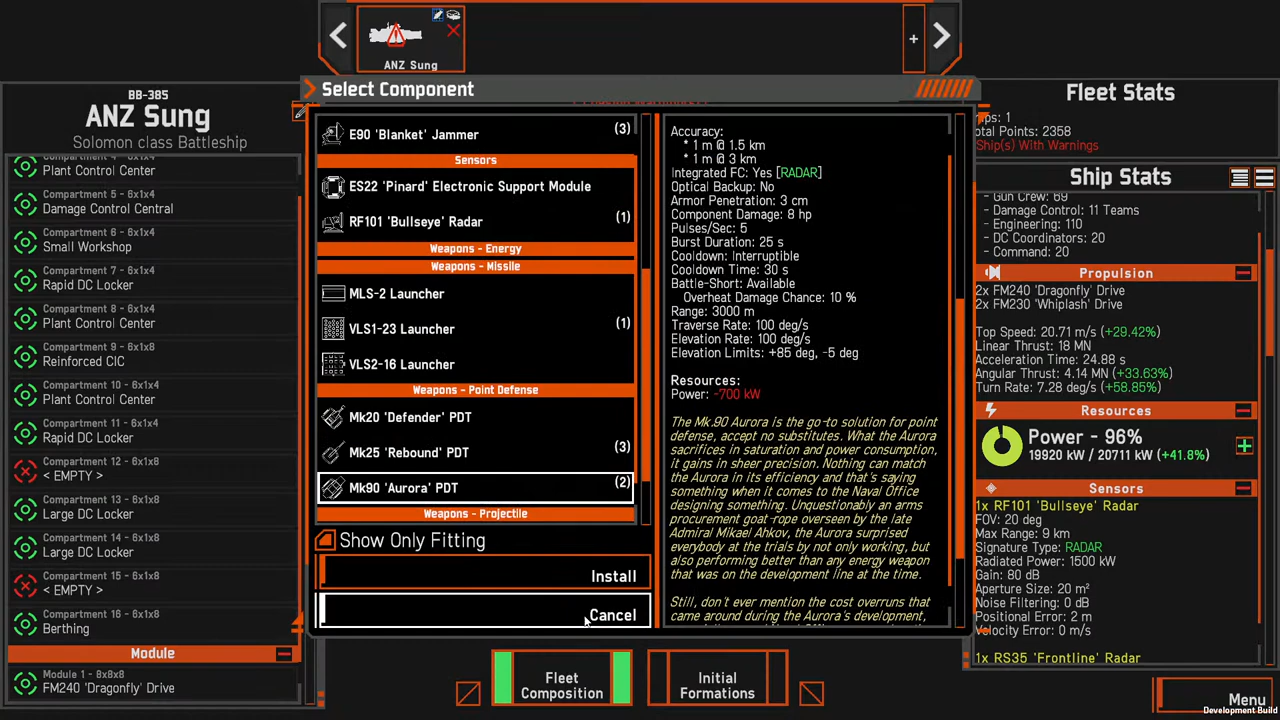 ANZ Sung
BB-385
ANZ Sung
Solomon class Battleship
Plant Control Center
Compartment 5 - 6x1x4
Damage Control Central
Compartment 6 - 6x1x4
Small Workshop
Compartment 7 - 6x1x4
Rapid DC Locker
Compartment 8 - 6x1x4
Plant Control Center
Compartment 9 - 6x1x8
Reinforced CIC
Compartment 10 - 6x1x4
Plant Control Center
Compartment 11 - 6x1x4
Rapid DC Locker
Compartment 12 - 6x1x8
< EMPTY >
Compartment 13 - 6x1x8
Large DC Locker
Compartment 14 - 6x1x8
Large DC Locker
Compartment 15 - 6x1x8
< EMPTY >
Compartment 16 - 6x1x8
Berthing
Module
Module 1 - 8x8x8
FM240 'Dragonfly' Drive
Select Component
E90 'Blanket' Jammer (3)
Sensors
ES22 'Pinard' Electronic Support Module
RF101 'Bullseye' Radar (1)
Weapons - Energy
Weapons - Missile
MLS-2 Launcher
VLS1-23 Launcher (1)
VLS2-16 Launcher
Weapons - Point Defense
Mk20 'Defender' PDT
Mk25 'Rebound' PDT (3)
Mk90 'Aurora' PDT (2)
Weapons - Projectile
Show Only Fitting
Install
Cancel
Accuracy:
* 1 m @ 1.5 km
* 1 m @ 3 km
Integrated FC: Yes [RADAR]
Optical Backup: No
Armor Penetration: 3 cm
Component Damage: 8 hp
Pulses/Sec: 5
Burst Duration: 25 s
Cooldown: Interruptible
Cooldown Time: 30 s
Battle-Short: Available
Overheat Damage Chance: 10 %
Range: 3000 m
Traverse Rate: 100 deg/s
Elevation Rate: 100 deg/s
Elevation Limits: +85 deg, -5 deg
Resources:
Power: -700 kW
The Mk.90 Aurora is the go-to solution for point
defense, accept no substitutes. What the Aurora
sacrifices in saturation and power consumption,
it gains in sheer precision. Nothing can match
the Aurora in its efficiency and that's saying
something when it comes to the Naval Office
designing something. Unquestionably an arms
procurement goat-rope overseen by the late
Admiral Mikael Ahkov, the Aurora surprised
everybody at the trials by not only working, but
also performing better than any energy weapon
that was on the development line at the time.
Still, don't ever mention the cost overruns that
came around during the Aurora's development,
Fleet Stats
ips: 1
otal Points: 2358
Ship(s) With Warnings
Ship Stats
- Gun Crew: 69
- Damage Control: 11 Teams
- Engineering: 110
- DC Coordinators: 20
- Command: 20
Propulsion
2x FM240 'Dragonfly' Drive
2x FM230 'Whiplash' Drive
Top Speed: 20.71 m/s (+29.42%)
Linear Thrust: 18 MN
Acceleration Time: 24.88 s
Angular Thrust: 4.14 MN (+33.63%)
Turn Rate: 7.28 deg/s (+58.85%)
Resources
Power - 96%
19920 kW / 20711 kW (+41.8%)
Sensors
1x RF101 'Bullseye' Radar
FOV: 20 deg
Max Range: 9 km
Signature Type: RADAR
Radiated Power: 1500 kW
Gain: 80 dB
Aperture Size: 20 m²
Noise Filtering: 0 dB
Positional Error: 2 m
Velocity Error: 0 m/s
1x RS35 'Frontline' Radar
Fleet
Composition
Initial
Formations
Menu
Development Build